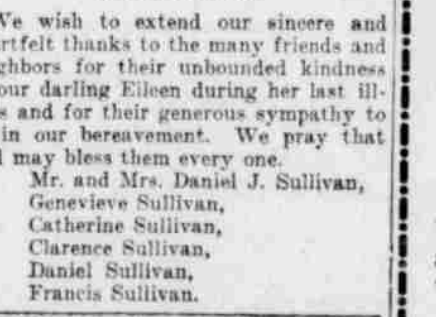 We wish to extend our sincere and
rtfelt thanks to the many friends and
ghbors for their unbounded kindness
our darling Eileen during her last ill-
s and for their generous sympathy to
in our bereavement. We pray that
l may bless them every one.
Mr. and Mrs. Daniel J. Sullivan,
Genevieve Sullivan,
Catherine Sullivan,
Clarence Sullivan,
Daniel Sullivan,
Francis Sullivan.